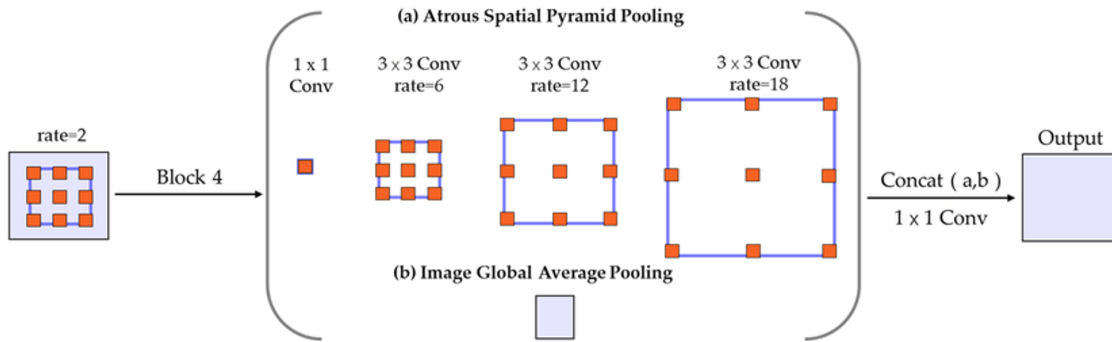 (a) Atrous Spatial Pyramid Pooling
1 x 1
Conv
3 x 3 Conv
rate=6
3 x 3 Conv
rate=12
3 x 3 Conv
rate=18
rate=2
Block 4
Concat ( a,b )
1 x 1 Conv
Output
(b) Image Global Average Pooling